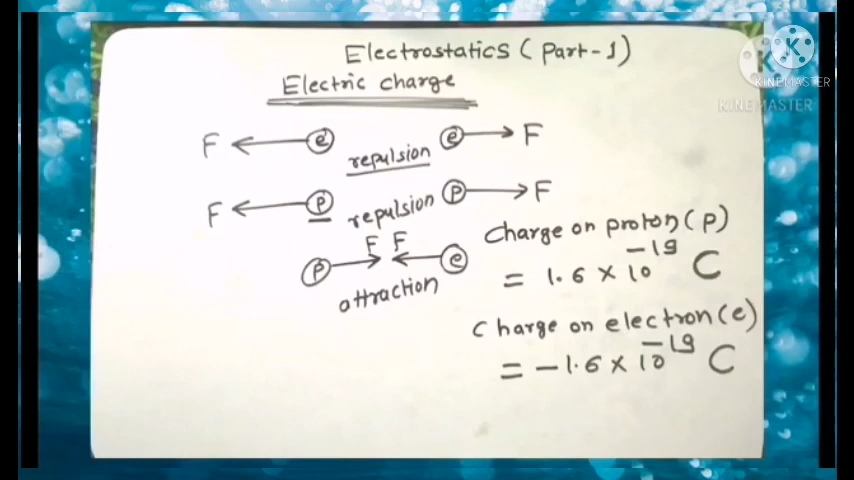 Electrostatics (Part-1)
Electric charge
F e e F
repulsion
F P P F
repulsion
F F
P e
attraction
Charge on proton (P)
= 1.6 × 10^-19 C
Charge on electron (e)
= -1.6 × 10^-19 C
K K
KINEMASTER
KINEMASTER